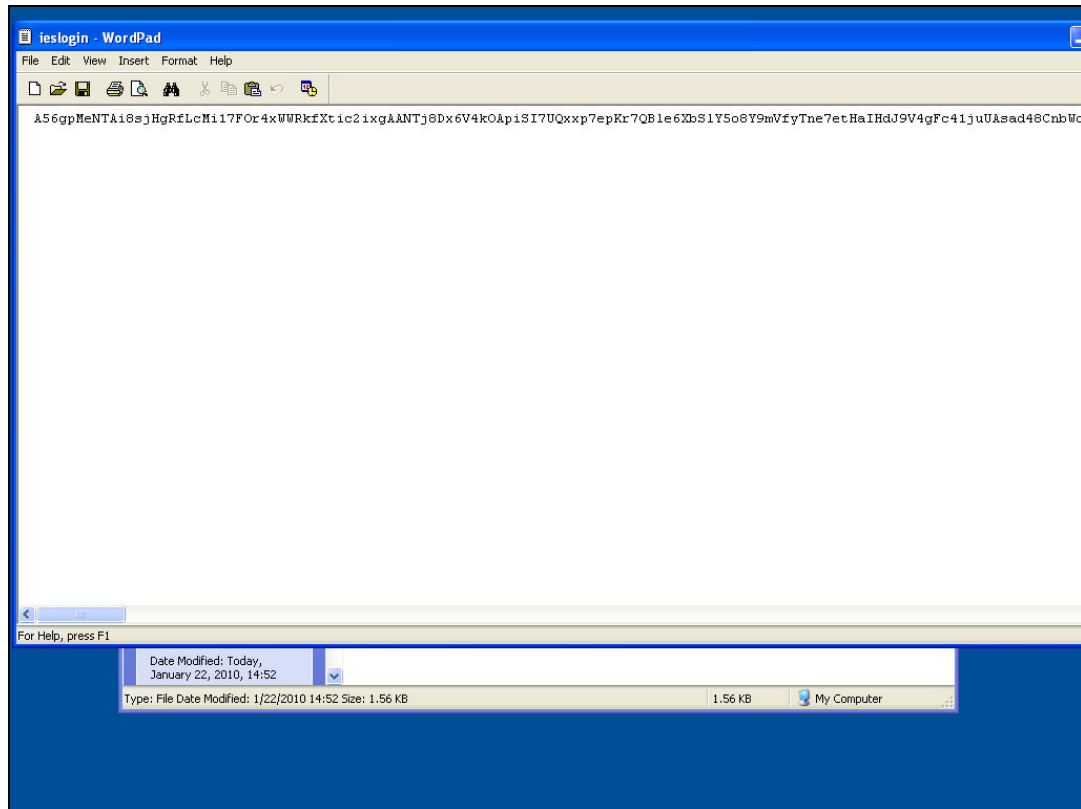 ieslogin - WordPad
File Edit View Insert Format Help
A56gpMeNTAi8sjHgRfLcMi17FOr4xWWRkfXtic2ixgAANTj8Dx6V4kOApiSI7UQxxp7epKr7QBle6XbSlY5o8Y9mVfyTne7etHaIHdJ9V4gFc41juUAsad48CnbWo
For Help, press F1
Date Modified: Today,
January 22, 2010, 14:52
Type: File Date Modified: 1/22/2010 14:52 Size: 1.56 KB 1.56 KB My Computer